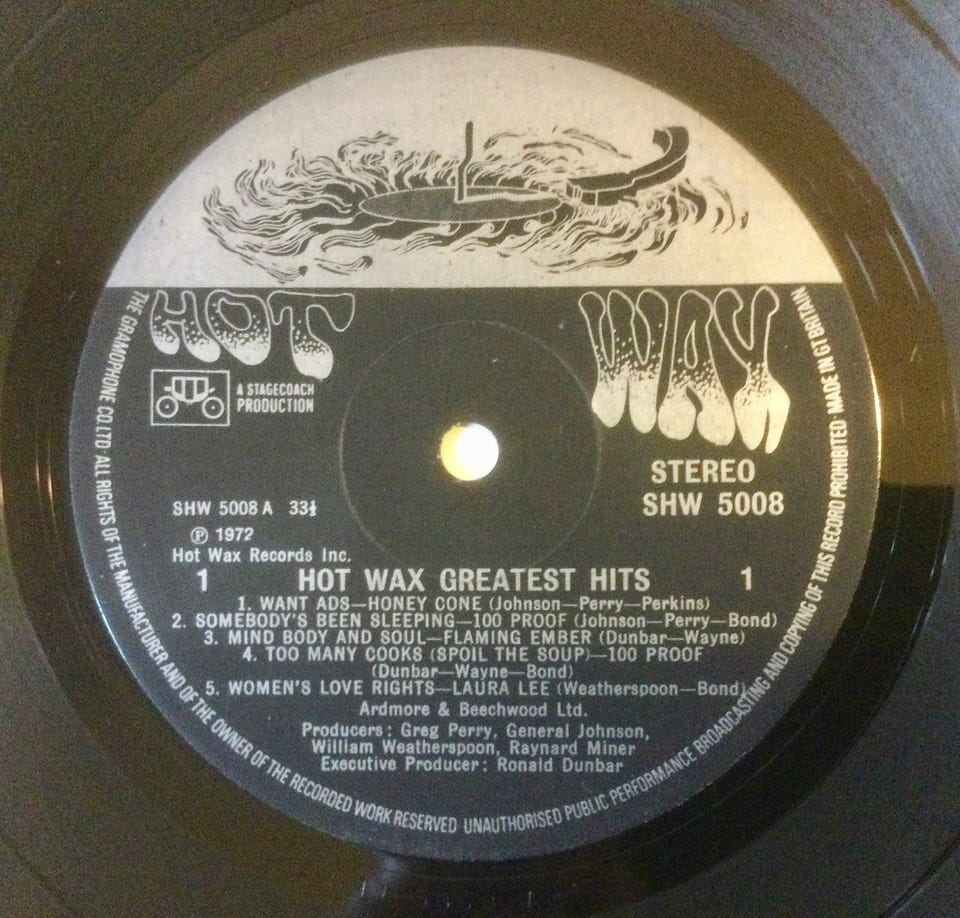 HOT WAX
A STAGECOACH
PRODUCTION
STEREO
SHW 5008
SHW 5008 A 33⅓
Ⓟ 1972
Hot Wax Records Inc.
1 HOT WAX GREATEST HITS 1
1. WANT ADS—HONEY CONE (Johnson—Perry—Perkins)
2. SOMEBODY'S BEEN SLEEPING—100 PROOF (Johnson—Perry—Bond)
3. MIND BODY AND SOUL—FLAMING EMBER (Dunbar—Wayne)
4. TOO MANY COOKS (SPOIL THE SOUP)—100 PROOF
(Dunbar—Wayne—Bond)
5. WOMEN'S LOVE RIGHTS—LAURA LEE (Weatherspoon—Bond)
Ardmore & Beechwood Ltd.
Producers: Greg Perry, General Johnson,
William Weatherspoon, Raynard Miner
Executive Producer: Ronald Dunbar
THE GRAMOPHONE CO. LTD · ALL RIGHTS OF THE MANUFACTURER AND OF THE OWNER OF THE RECORDED WORK RESERVED UNAUTHORISED PUBLIC PERFORMANCE BROADCASTING AND COPYING OF THIS RECORD PROHIBITED · MADE IN GT BRITAIN